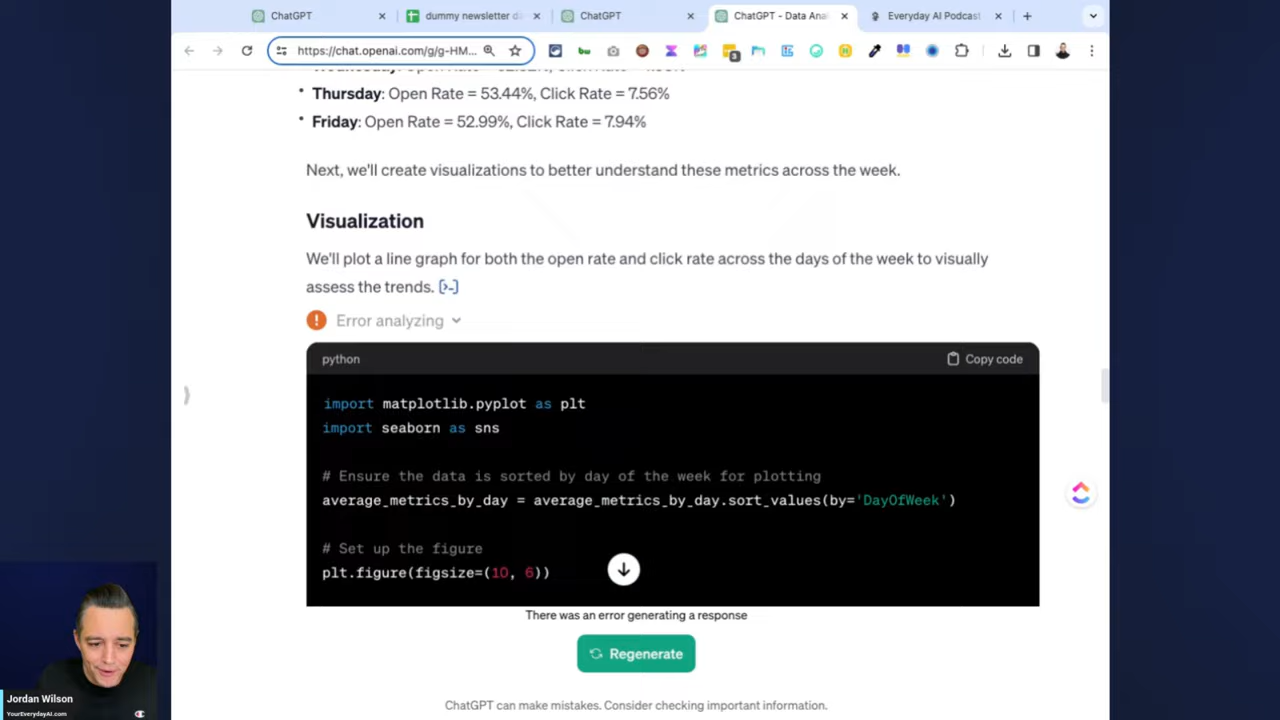 ChatGPT
dummy newsletter d
ChatGPT
ChatGPT - Data Ana
Everyday AI Podcast
https://chat.openai.com/g/g-HM...
3
Thursday: Open Rate = 53.44%, Click Rate = 7.56%
Friday: Open Rate = 52.99%, Click Rate = 7.94%
Next, we'll create visualizations to better understand these metrics across the week.
Visualization
We'll plot a line graph for both the open rate and click rate across the days of the week to visually
assess the trends. [>-]
Error analyzing
python
Copy code
import matplotlib.pyplot as plt
import seaborn as sns
# Ensure the data is sorted by day of the week for plotting
average_metrics_by_day = average_metrics_by_day.sort_values(by='DayOfWeek')
# Set up the figure
plt.figure(figsize=(10, 6))
There was an error generating a response
Regenerate
ChatGPT can make mistakes. Consider checking important information.
Jordan Wilson
YourEverydayAI.com